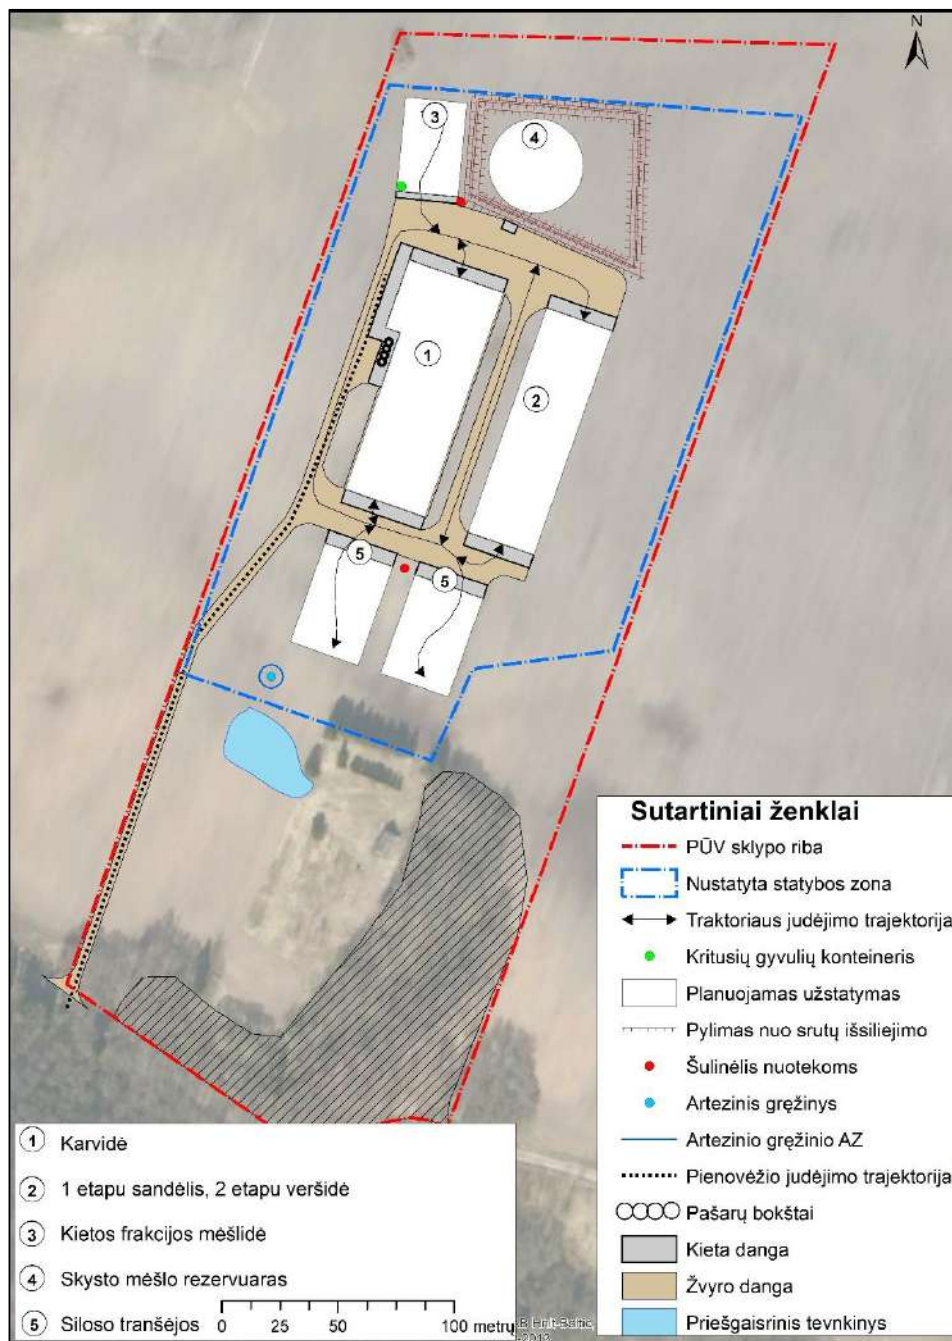 N
3
4
1
2
5
5
Sutartiniai ženklai
PŪV sklypo riba
Nustatyta statybos zona
Traktoriaus judėjimo trajektorija
Kritusių gyvulių konteineris
Planuojamas užstatymas
Pylimas nuo srutų išsiliejimo
Šulinėlis nuotekoms
Artezinis gręžinys
Artezinio gręžinio AZ
Pienovėžio judėjimo trajektorija
Pašarų bokštai
Kieta danga
Žvyro danga
Priešgaisrinis tevnkinys
1 Karvidė
2 1 etapu sandėlis, 2 etapu veršidė
3 Kietos frakcijos mėšlidė
4 Skysto mėšlo rezervuaras
5 Siloso tranšėjos
0 50 100 metrų